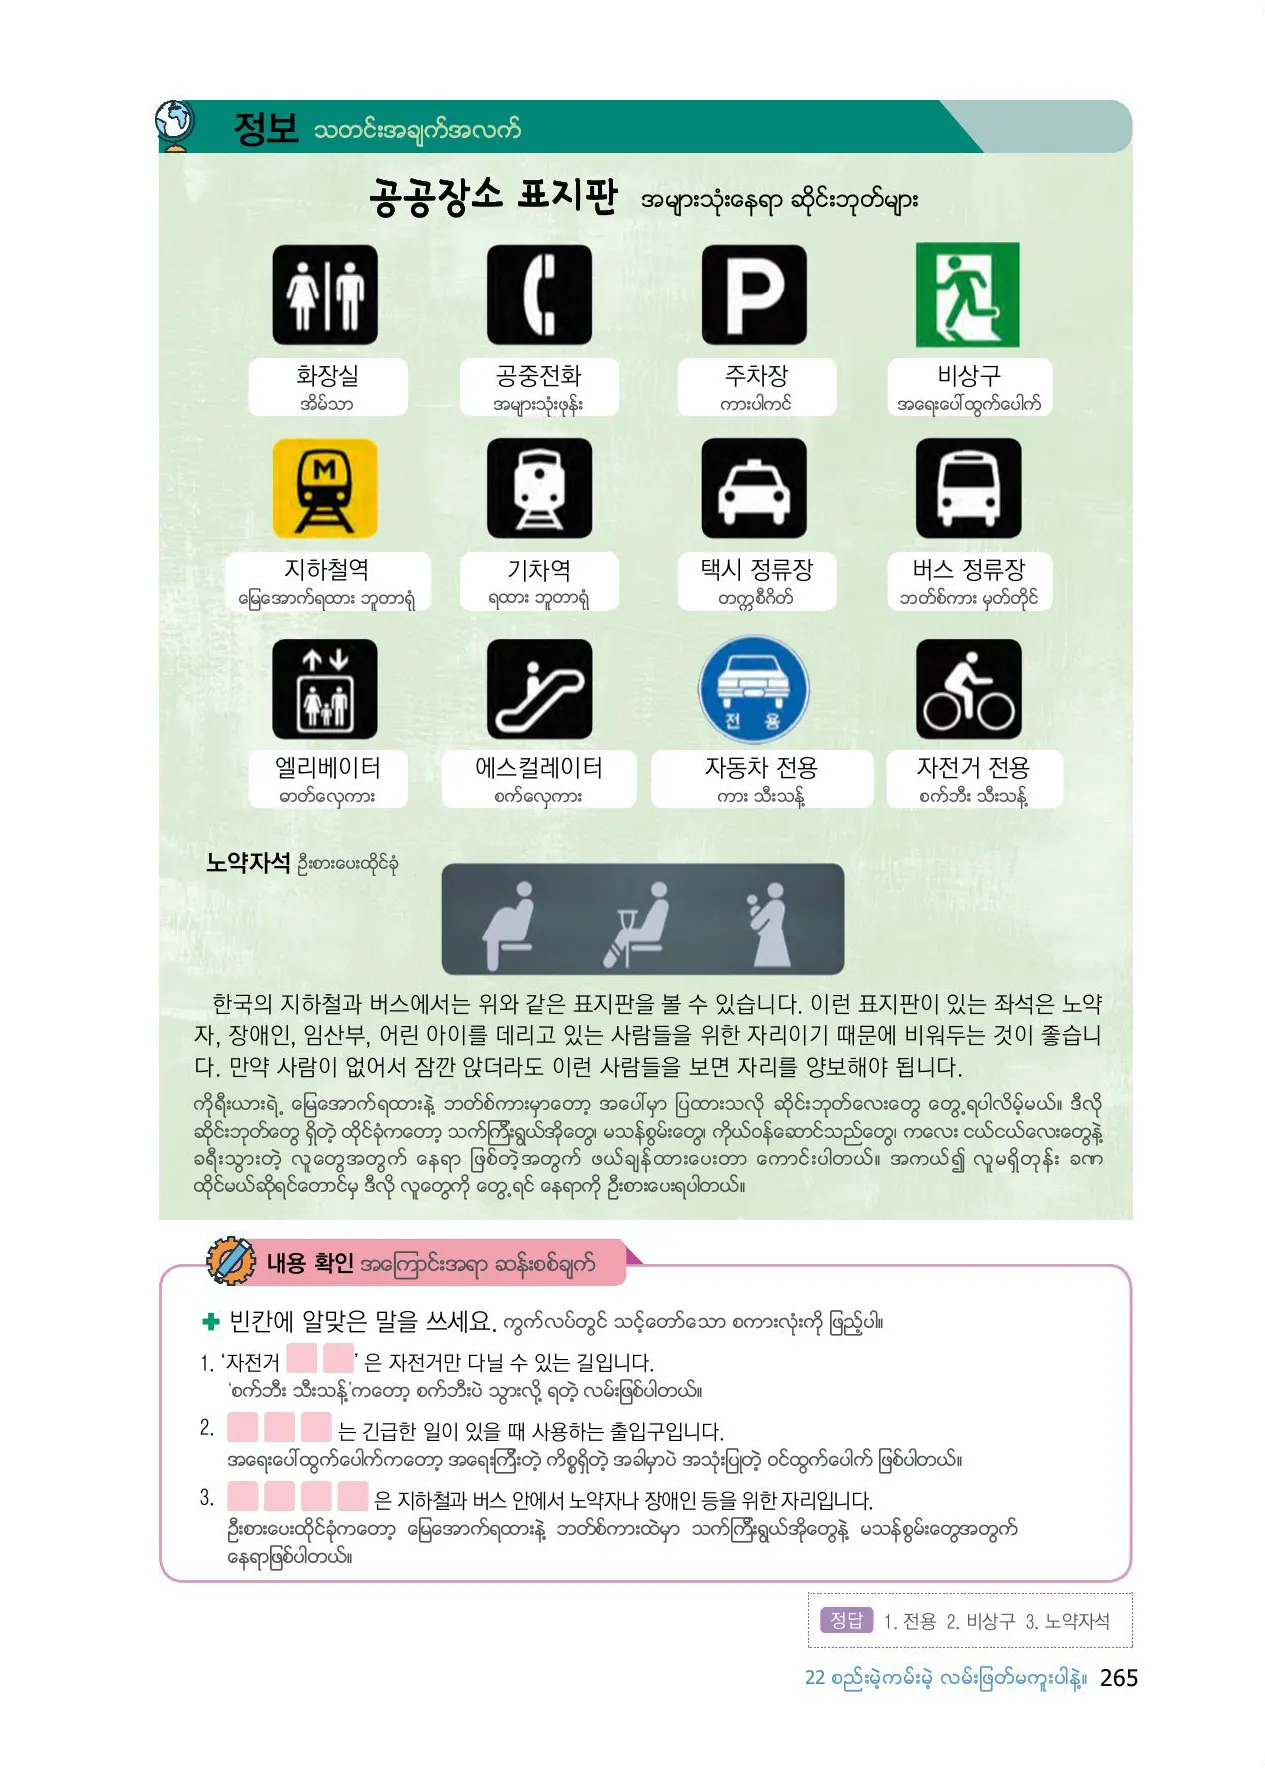 정보 သတင်းအချက်အလက်
공공장소 표지판 အများသုံးနေရာ ဆိုင်းဘုတ်များ
P
화장실 공중전화 주차장 비상구
အိမ်သာ အများသုံးဖုန်း ကားပါကင် အရေးပေါ်ထွက်ပေါက်
M
지하철역 기차역 택시 정류장 버스 정류장
မြေအောက်ရထား ဘူတာရုံ ရထား ဘူတာရုံ တက္ကစီဂိတ် ဘတ်စ်ကား မှတ်တိုင်
전 용
엘리베이터 에스컬레이터 자동차 전용 자전거 전용
ဓာတ်လှေကား စက်လှေကား ကား သီးသန့် စက်ဘီး သီးသန့်
노약자석 ဦးစားပေးထိုင်ခုံ
한국의 지하철과 버스에서는 위와 같은 표지판을 볼 수 있습니다. 이런 표지판이 있는 좌석은 노약
자, 장애인, 임산부, 어린 아이를 데리고 있는 사람들을 위한 자리이기 때문에 비워두는 것이 좋습니
다. 만약 사람이 없어서 잠깐 앉더라도 이런 사람들을 보면 자리를 양보해야 됩니다.
ကိုရီးယားရဲ့ မြေအောက်ရထားနဲ့ ဘတ်စ်ကားမှာတော့ အပေါ်မှာ ပြထားသလို ဆိုင်းဘုတ်လေးတွေ တွေ့ရပါလိမ့်မယ်။ ဒီလို
ဆိုင်းဘုတ်တွေ ရှိတဲ့ ထိုင်ခုံကတော့ သက်ကြီးရွယ်အိုတွေ၊ မသန်စွမ်းတွေ၊ ကိုယ်ဝန်ဆောင်သည်တွေ၊ ကလေး ငယ်ငယ်လေးတွေနဲ့
ခရီးသွားတဲ့ လူတွေအတွက် နေရာ ဖြစ်တဲ့အတွက် ဖယ်ချန်ထားပေးတာ ကောင်းပါတယ်။ အကယ်၍ လူမရှိတုန်း ခဏ
ထိုင်မယ်ဆိုရင်တောင်မှ ဒီလို လူတွေကို တွေ့ရင် နေရာကို ဦးစားပေးရပါတယ်။
내용 확인 အကြောင်းအရာ ဆန်းစစ်ချက်
빈칸에 알맞은 말을 쓰세요. ကွက်လပ်တွင် သင့်တော်သော စကားလုံးကို ဖြည့်ပါ။
1. ‘자전거 ’ 은 자전거만 다닐 수 있는 길입니다.
‘စက်ဘီး သီးသန့်’ကတော့ စက်ဘီးပဲ သွားလို့ ရတဲ့ လမ်းဖြစ်ပါတယ်။
2. 는 긴급한 일이 있을 때 사용하는 출입구입니다.
အရေးပေါ်ထွက်ပေါက်ကတော့ အရေးကြီးတဲ့ ကိစ္စရှိတဲ့ အခါမှာပဲ အသုံးပြုတဲ့ ဝင်ထွက်ပေါက် ဖြစ်ပါတယ်။
3. 은 지하철과 버스 안에서 노약자나 장애인 등을 위한 자리입니다.
ဦးစားပေးထိုင်ခုံကတော့ မြေအောက်ရထားနဲ့ ဘတ်စ်ကားထဲမှာ သက်ကြီးရွယ်အိုတွေနဲ့ မသန်စွမ်းတွေအတွက်
နေရာဖြစ်ပါတယ်။
정답 1. 전용 2. 비상구 3. 노약자석
22 စည်းမဲ့ကမ်းမဲ့ လမ်းဖြတ်မကူးပါနဲ့။ 265